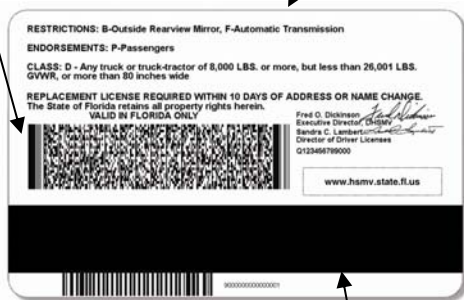 RESTRICTIONS: B-Outside Rearview Mirror, F-Automatic Transmission
ENDORSEMENTS: P-Passengers
CLASS: D - Any truck or truck-tractor of 8,000 LBS. or more, but less than 26,001 LBS.
GVWR, or more than 80 inches wide
REPLACEMENT LICENSE REQUIRED WITHIN 10 DAYS OF ADDRESS OR NAME CHANGE.
The State of Florida retains all property rights herein.
VALID IN FLORIDA ONLY
Fred O. Dickinson
Executive Director, DHSMV
Sandra C. Lambert
Director of Driver Licenses
Q123456799000
www.hsmv.state.fl.us